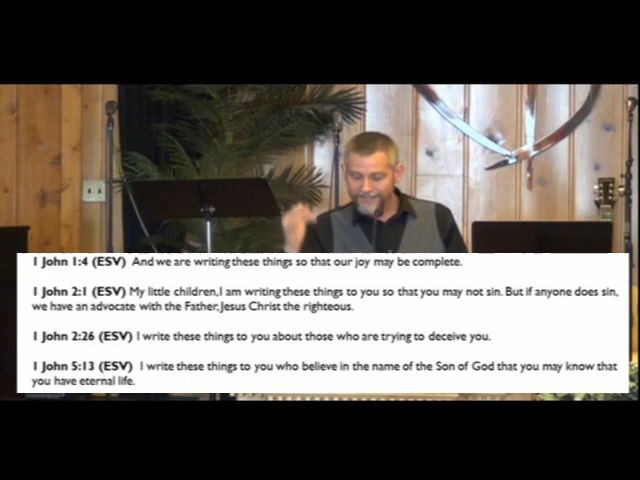 1 John 1:4 (ESV) And we are writing these things so that our joy may be complete.
1 John 2:1 (ESV) My little children,I am writing these things to you so that you may not sin. But if anyone does sin,
we have an advocate with the Father,Jesus Christ the righteous.
1 John 2:26 (ESV) I write these things to you about those who are trying to deceive you.
1 John 5:13 (ESV) I write these things to you who believe in the name of the Son of God that you may know that
you have eternal life.